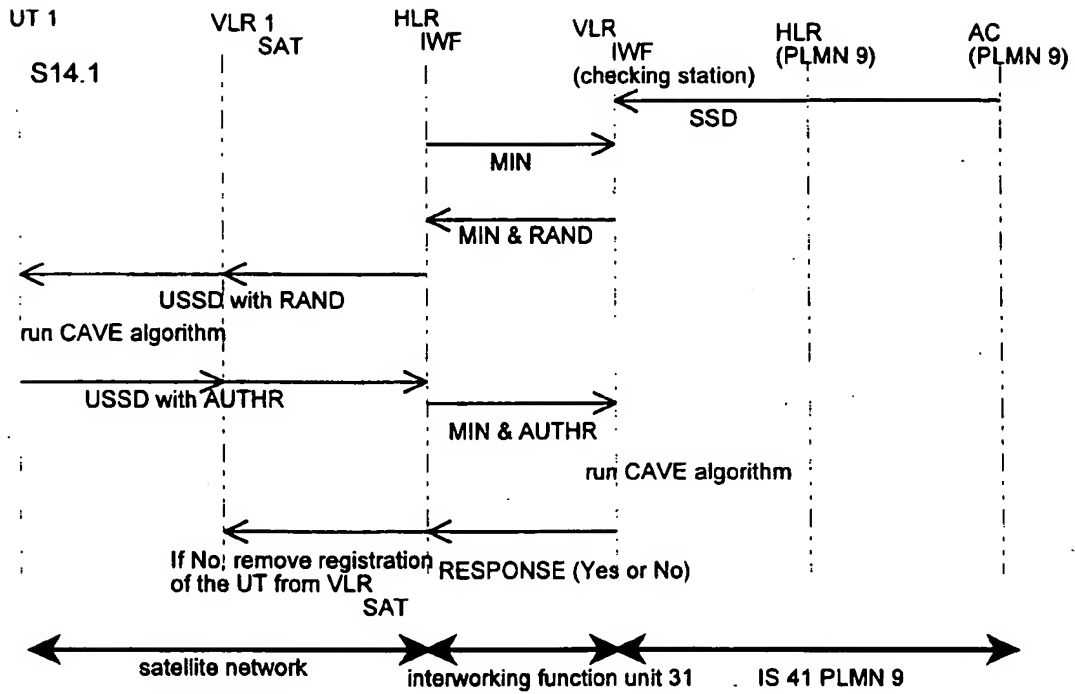 UT 1
VLR 1
SAT
HLR
IWF
VLR
IWF
(checking station)
HLR
(PLMN 9)
AC
(PLMN 9)
S14.1
SSD
MIN
MIN & RAND
USSD with RAND
run CAVE algorithm
USSD with AUTHR
MIN & AUTHR
run CAVE algorithm
If No, remove registration
of the UT from VLR
SAT
RESPONSE (Yes or No)
satellite network
interworking function unit 31
IS 41 PLMN 9